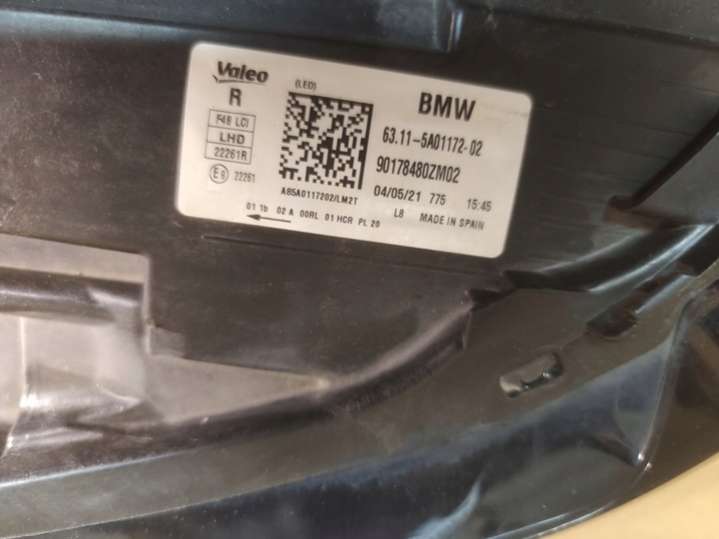 Valeo
R
(LED)
BMW
F48 LCI
LHD
22261R
63.11-5A01172-02
90178480ZM02
E9 22261
A85A0117202/LM2T
04/05/21 775 15:45
L8 MADE IN SPAIN
01 1b 02 A 00RL 01 HCR PL 20